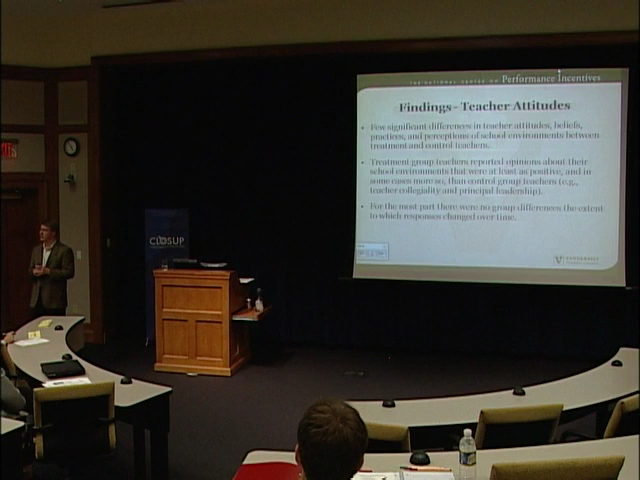 THE NATIONAL CENTER ON Performance Incentives
Findings- Teacher Attitudes
• Few significant differences in teacher attitudes, beliefs,
practices, and perceptions of school environments between
treatment and control teachers.
• Treatment group teachers reported opinions about their
school environments that were at least as positive, and in
some cases more so, than control group teachers (e.g.,
teacher collegiality and principal leadership).
• For the most part there were no group differences the extent
to which responses changed over time.
VANDERBILT
CLOSUP